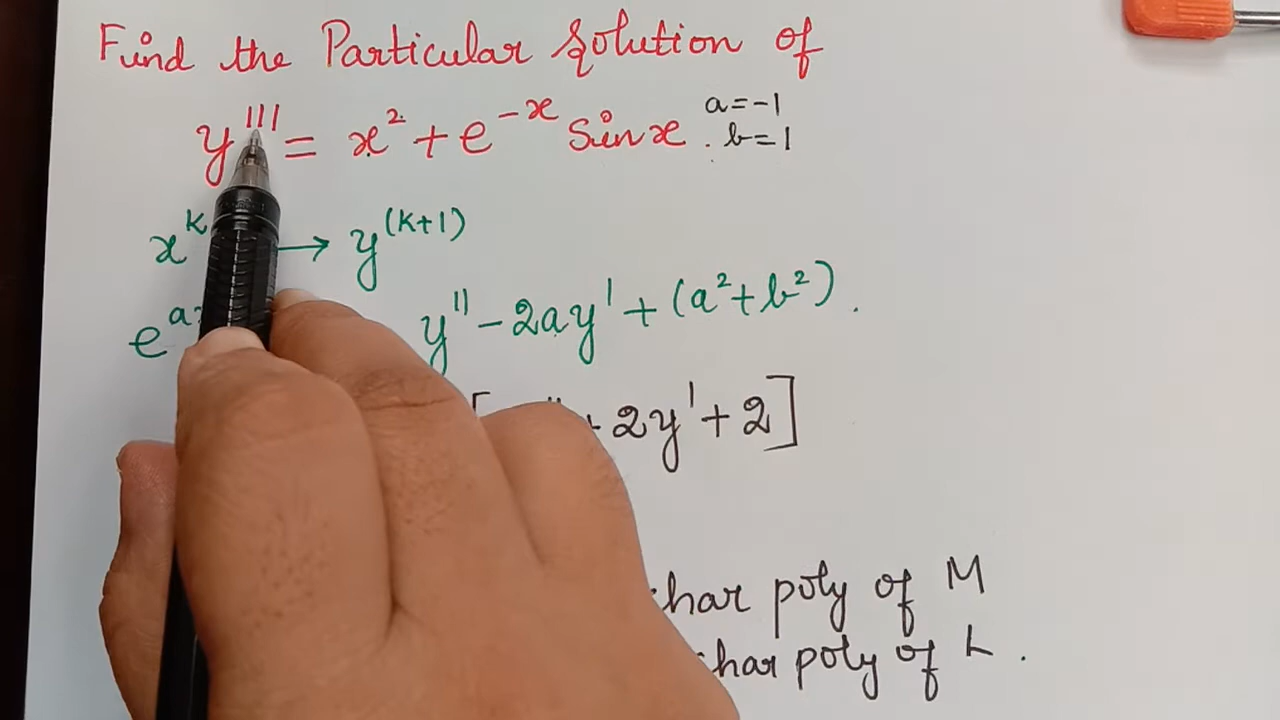 Find the Particular Solution of
y''' = x² + e^-x Sin x . a=-1
b=1
x^k → y^(k+1)
e^a y'' - 2ay' + (a²+b²) .
[ '' + 2y' + 2 ]
char poly of M
char poly of L .